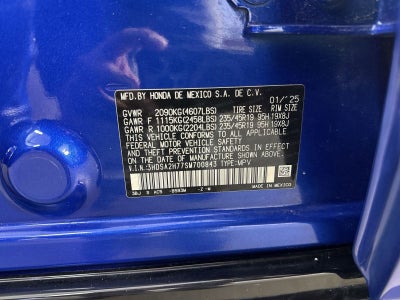 MFD.BY HONDA DE MEXICO S.A. DE C.V. 01/'25
GVWR 2090KG(4607LBS) TIRE SIZE RIM SIZE
GAWR F 1115KG(2458LBS) 235/45R19 95H 19X8J
GAWR R 1000KG(2204LBS) 235/45R19 95H 19X8J
THIS VEHICLE CONFORMS TO ALL APPLICABLE
FEDERAL MOTOR VEHICLE SAFETY AND THEFT
PREVENTION STANDARDS IN EFFECT ON THE
DATE OF MANUFACTURE SHOWN ABOVE.
V.I.N.: TYPE:MPV
MADE IN MEXICO